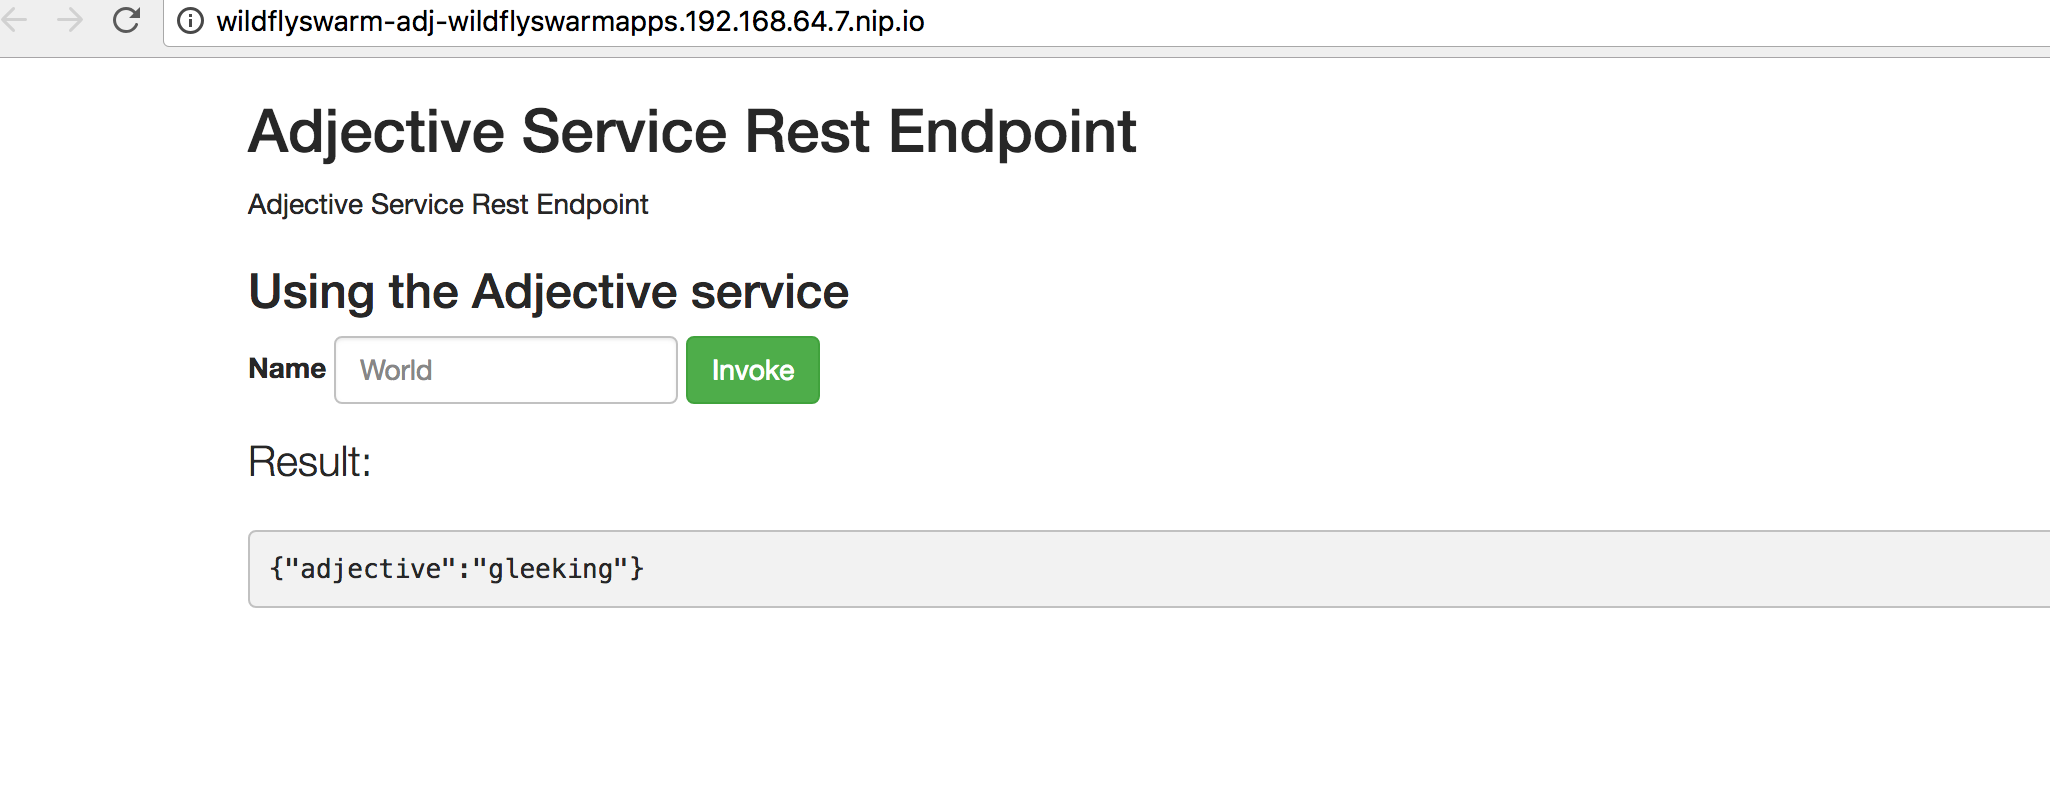 wildflyswarm-adj-wildflyswarmapps.192.168.64.7.nip.io
Adjective Service Rest Endpoint
Adjective Service Rest Endpoint
Using the Adjective service
Name World Invoke
Result:
{"adjective":"gleeking"}